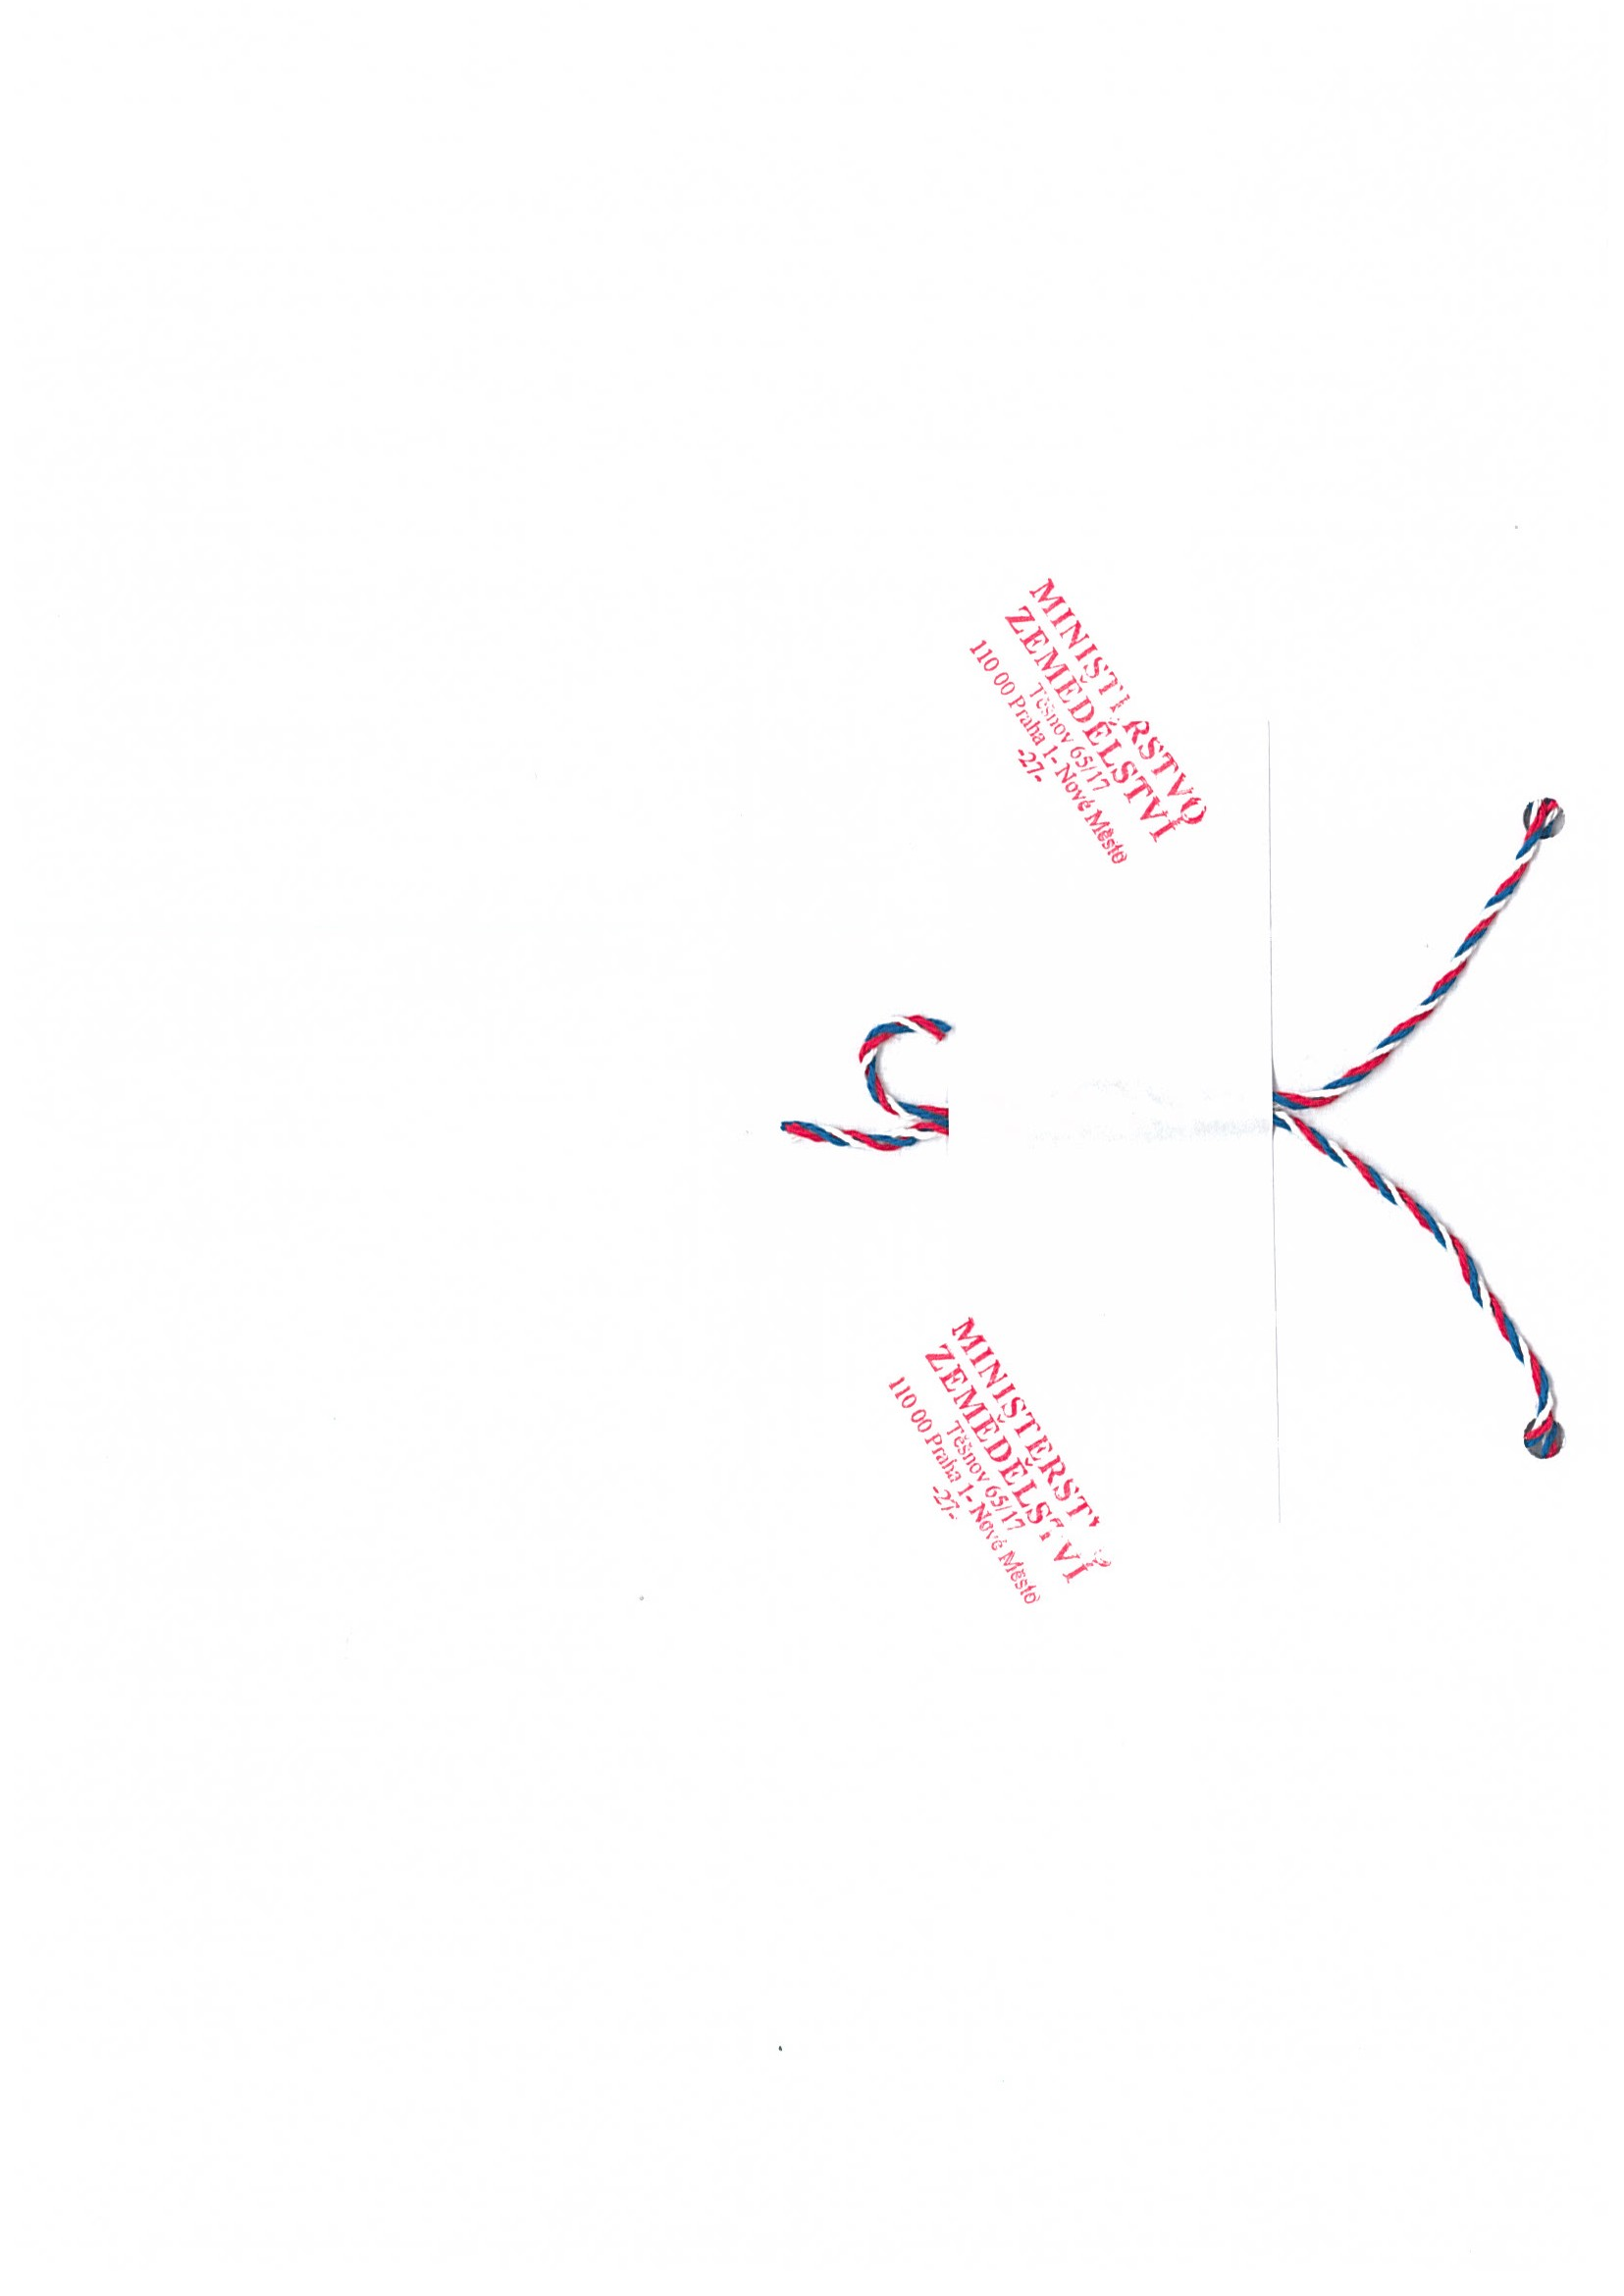 MINISTERSTVO
ZEMĚDĚLSTVÍ
Těšnov 65/17
110 00 Praha 1- Nové Město
-27-
MINISTERSTVO
ZEMĚDĚLSTVÍ
Těšnov 65/17
110 00 Praha 1- Nové Město
-27-